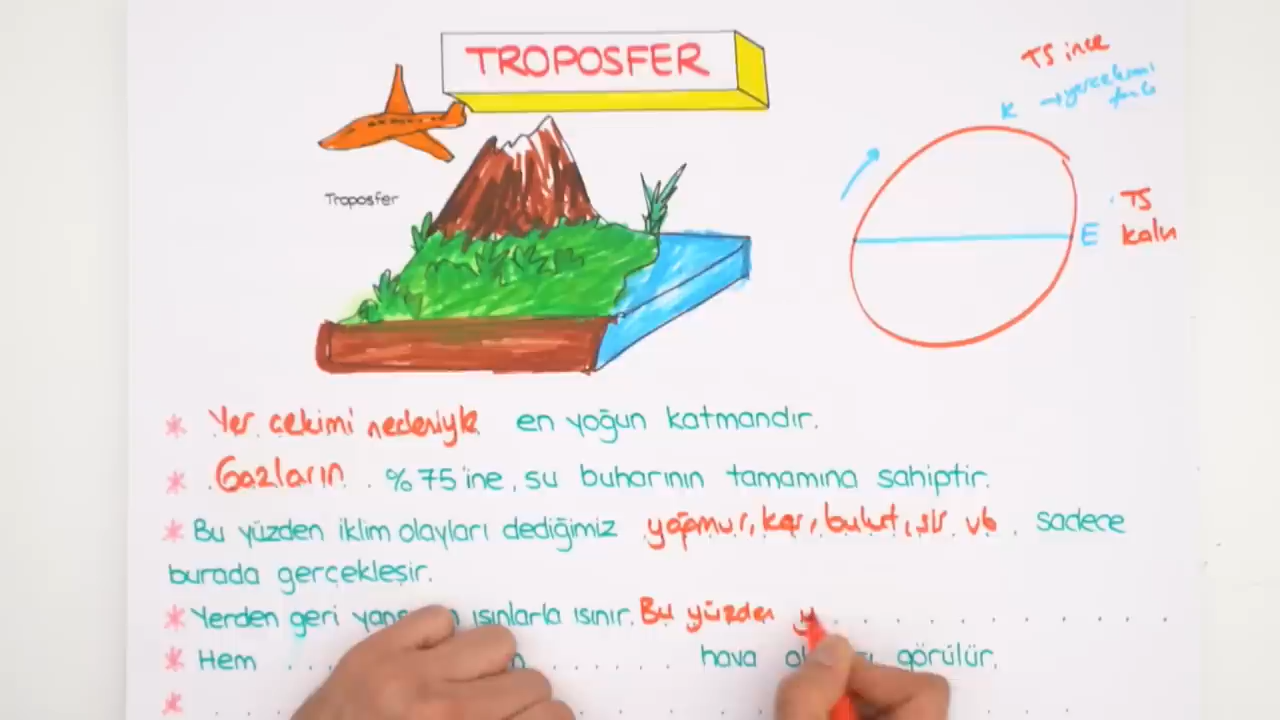 TROPOSFER
Troposfer
TS ince
K → yerçekimi
E
TS
kalın
* Yer çekimi nedeniyle en yoğun katmandır.
* Gazların %75'ine, su buharının tamamına sahiptir.
* Bu yüzden iklim olayları dediğimiz yağmur, kar, bulut, sis vb. sadece
burada gerçekleşir.
* Yerden geri ışınlarla ısınır. Bu yüzden y
* Hem hava görülür.
*